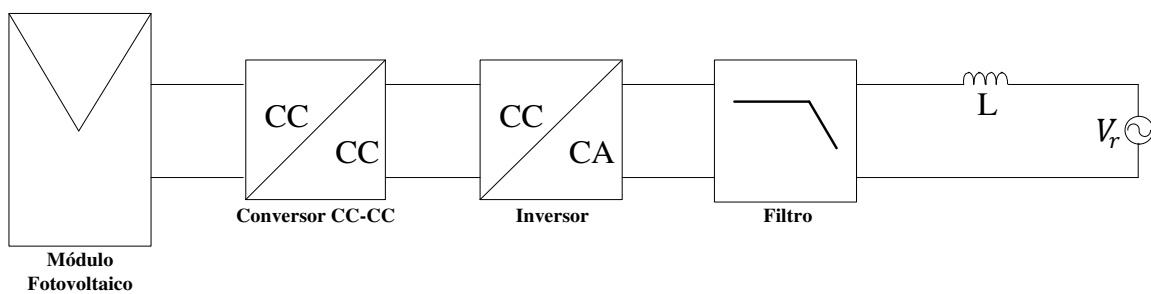 CC
CC
CC
CA
L
V_r
Conversor CC-CC
Inversor
Filtro
Módulo
Fotovoltaico